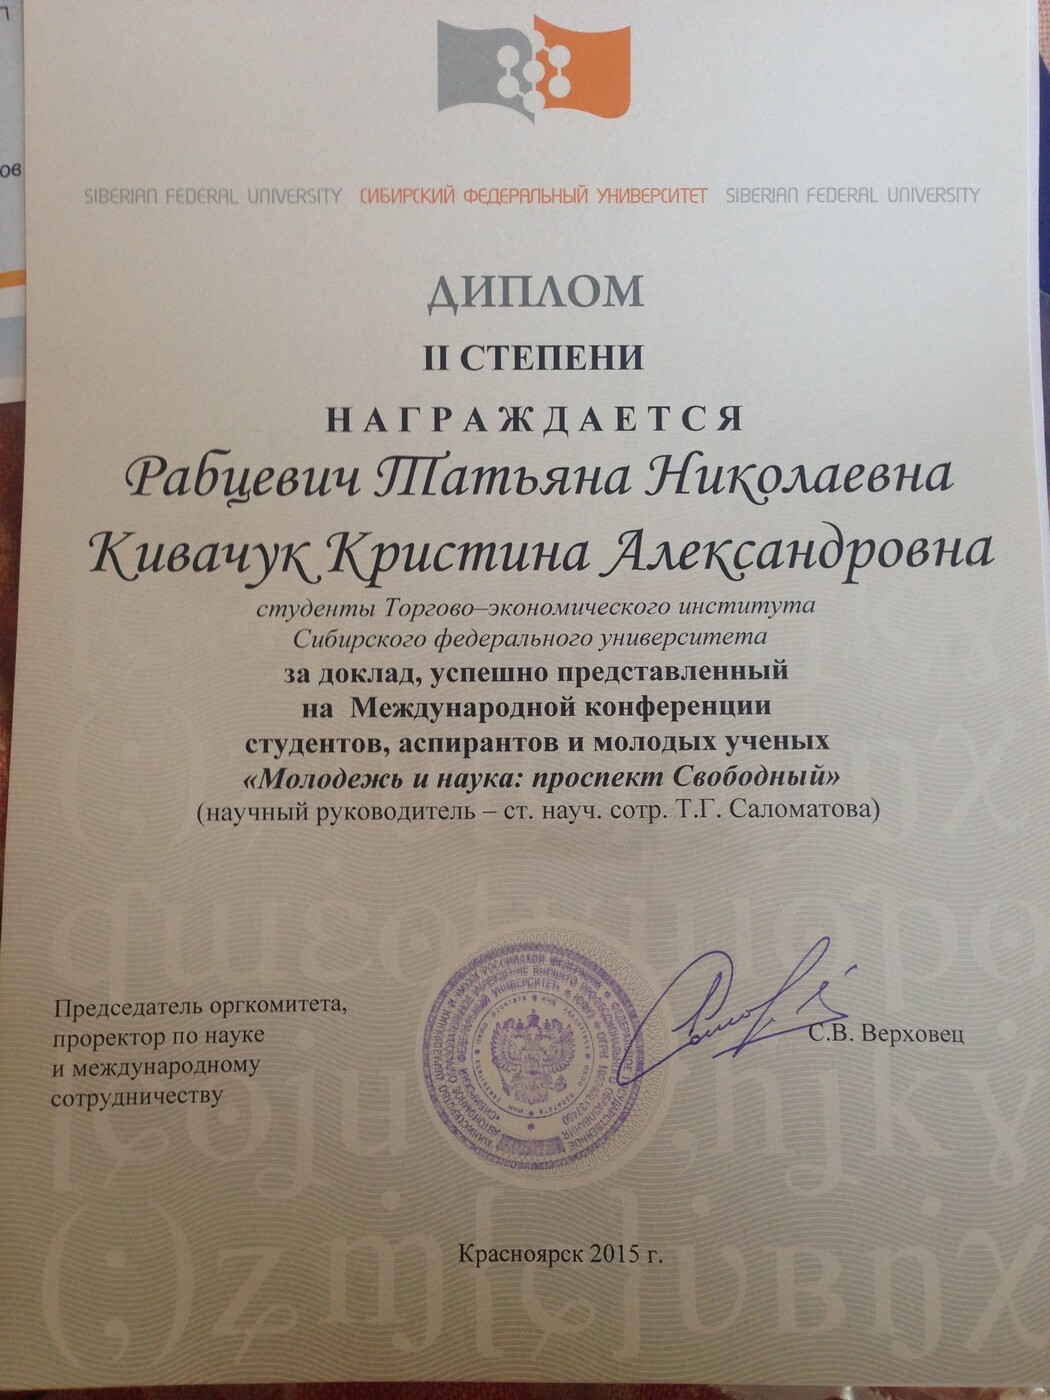 SIBERIAN FEDERAL UNIVERSITY СИБИРСКИЙ ФЕДЕРАЛЬНЫЙ УНИВЕРСИТЕТ SIBERIAN FEDERAL UNIVERSITY
ДИПЛОМ
II СТЕПЕНИ
НАГРАЖДАЕТСЯ
Рабцевич Татьяна Николаевна
Кивачук Кристина Александровна
студенты Торгово–экономического института
Сибирского федерального университета
за доклад, успешно представленный
на Международной конференции
студентов, аспирантов и молодых ученых
«Молодежь и наука: проспект Свободный»
(научный руководитель – ст. науч. сотр. Т.Г. Саломатова)
Председатель оргкомитета,
проректор по науке
и международному
сотрудничеству
С.В. Верховец
Красноярск 2015 г.